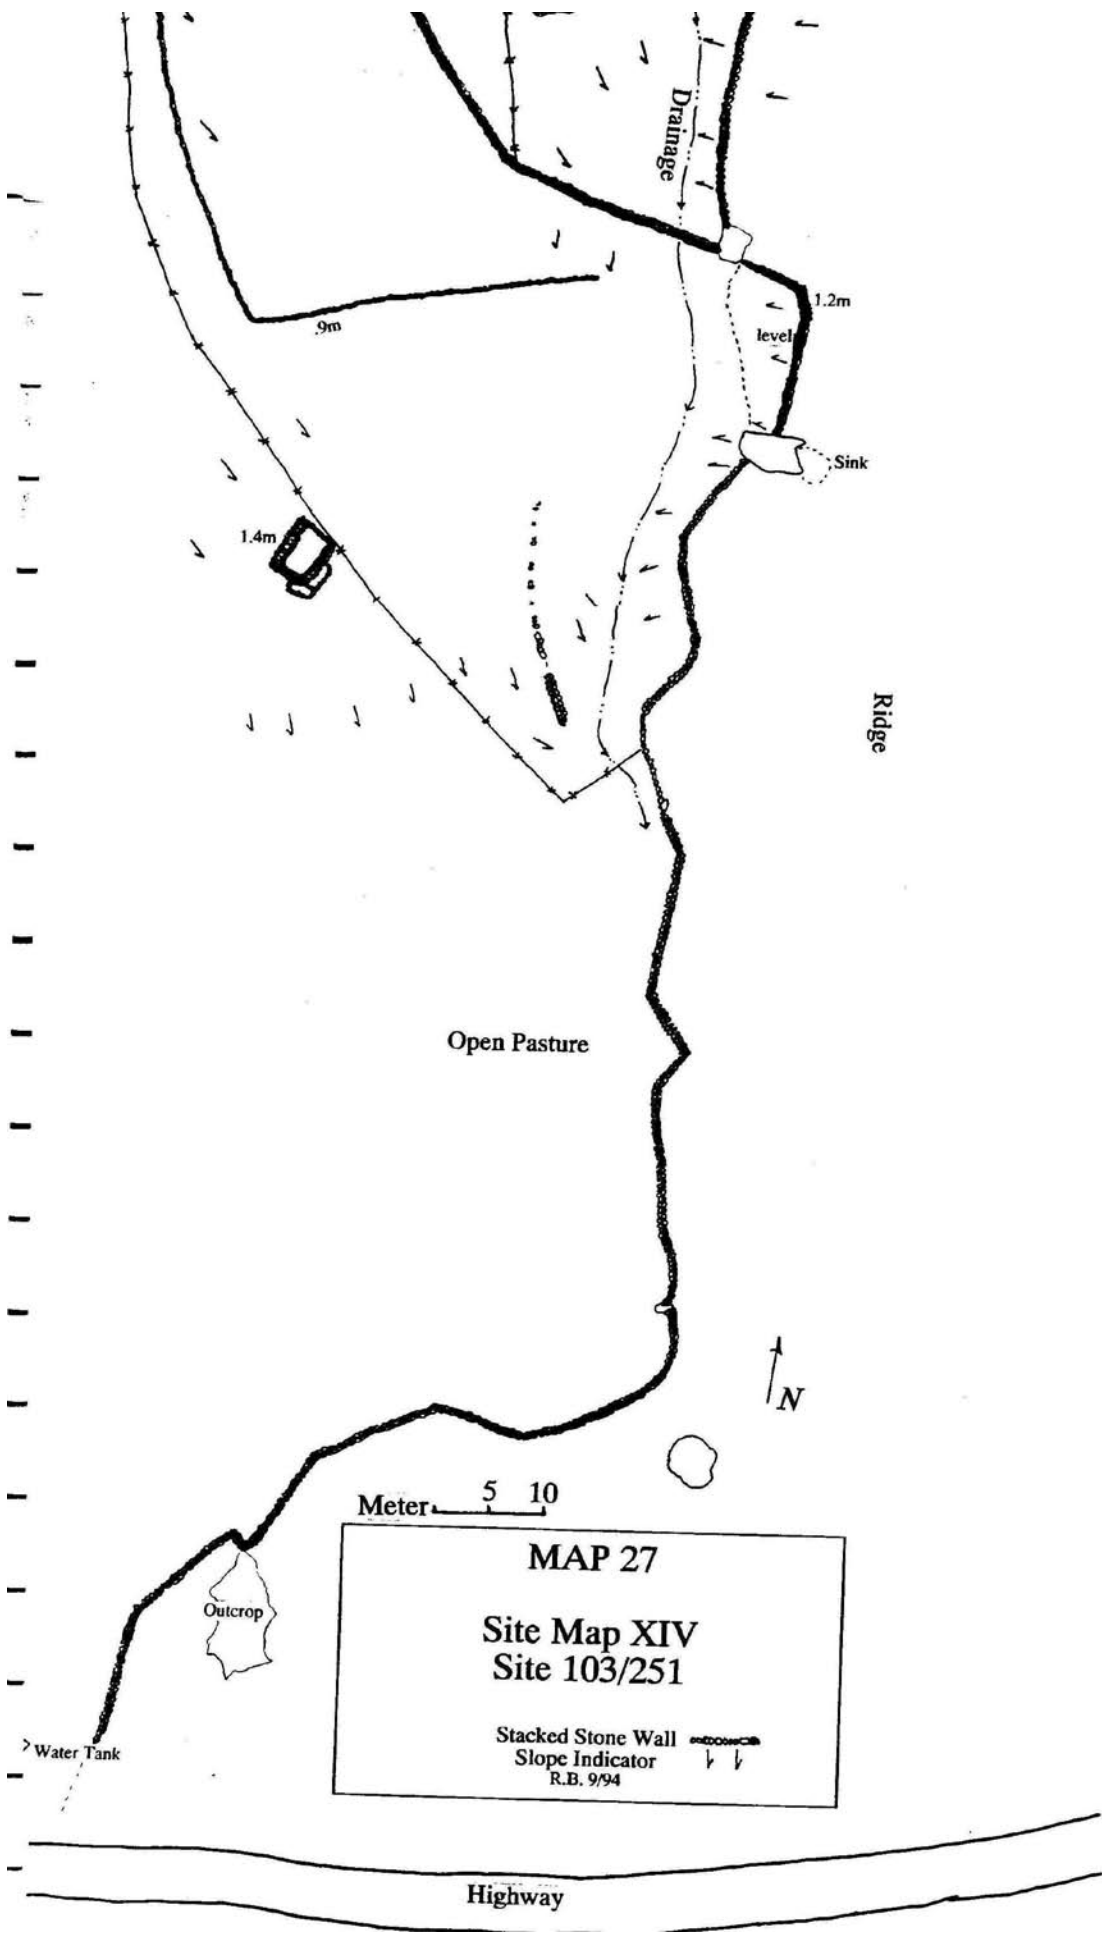 Drainage
1.2m
level
.9m
Sink
1.4m
Ridge
Open Pasture
N
5 10
Meter
MAP 27
Site Map XIV
Site 103/251
Outcrop
Stacked Stone Wall
Slope Indicator
R.B. 9/94
Water Tank
Highway